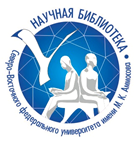 НАУЧНАЯ БИБЛИОТЕКА
Северо-Восточного федерального университета имени М. К. Аммосова